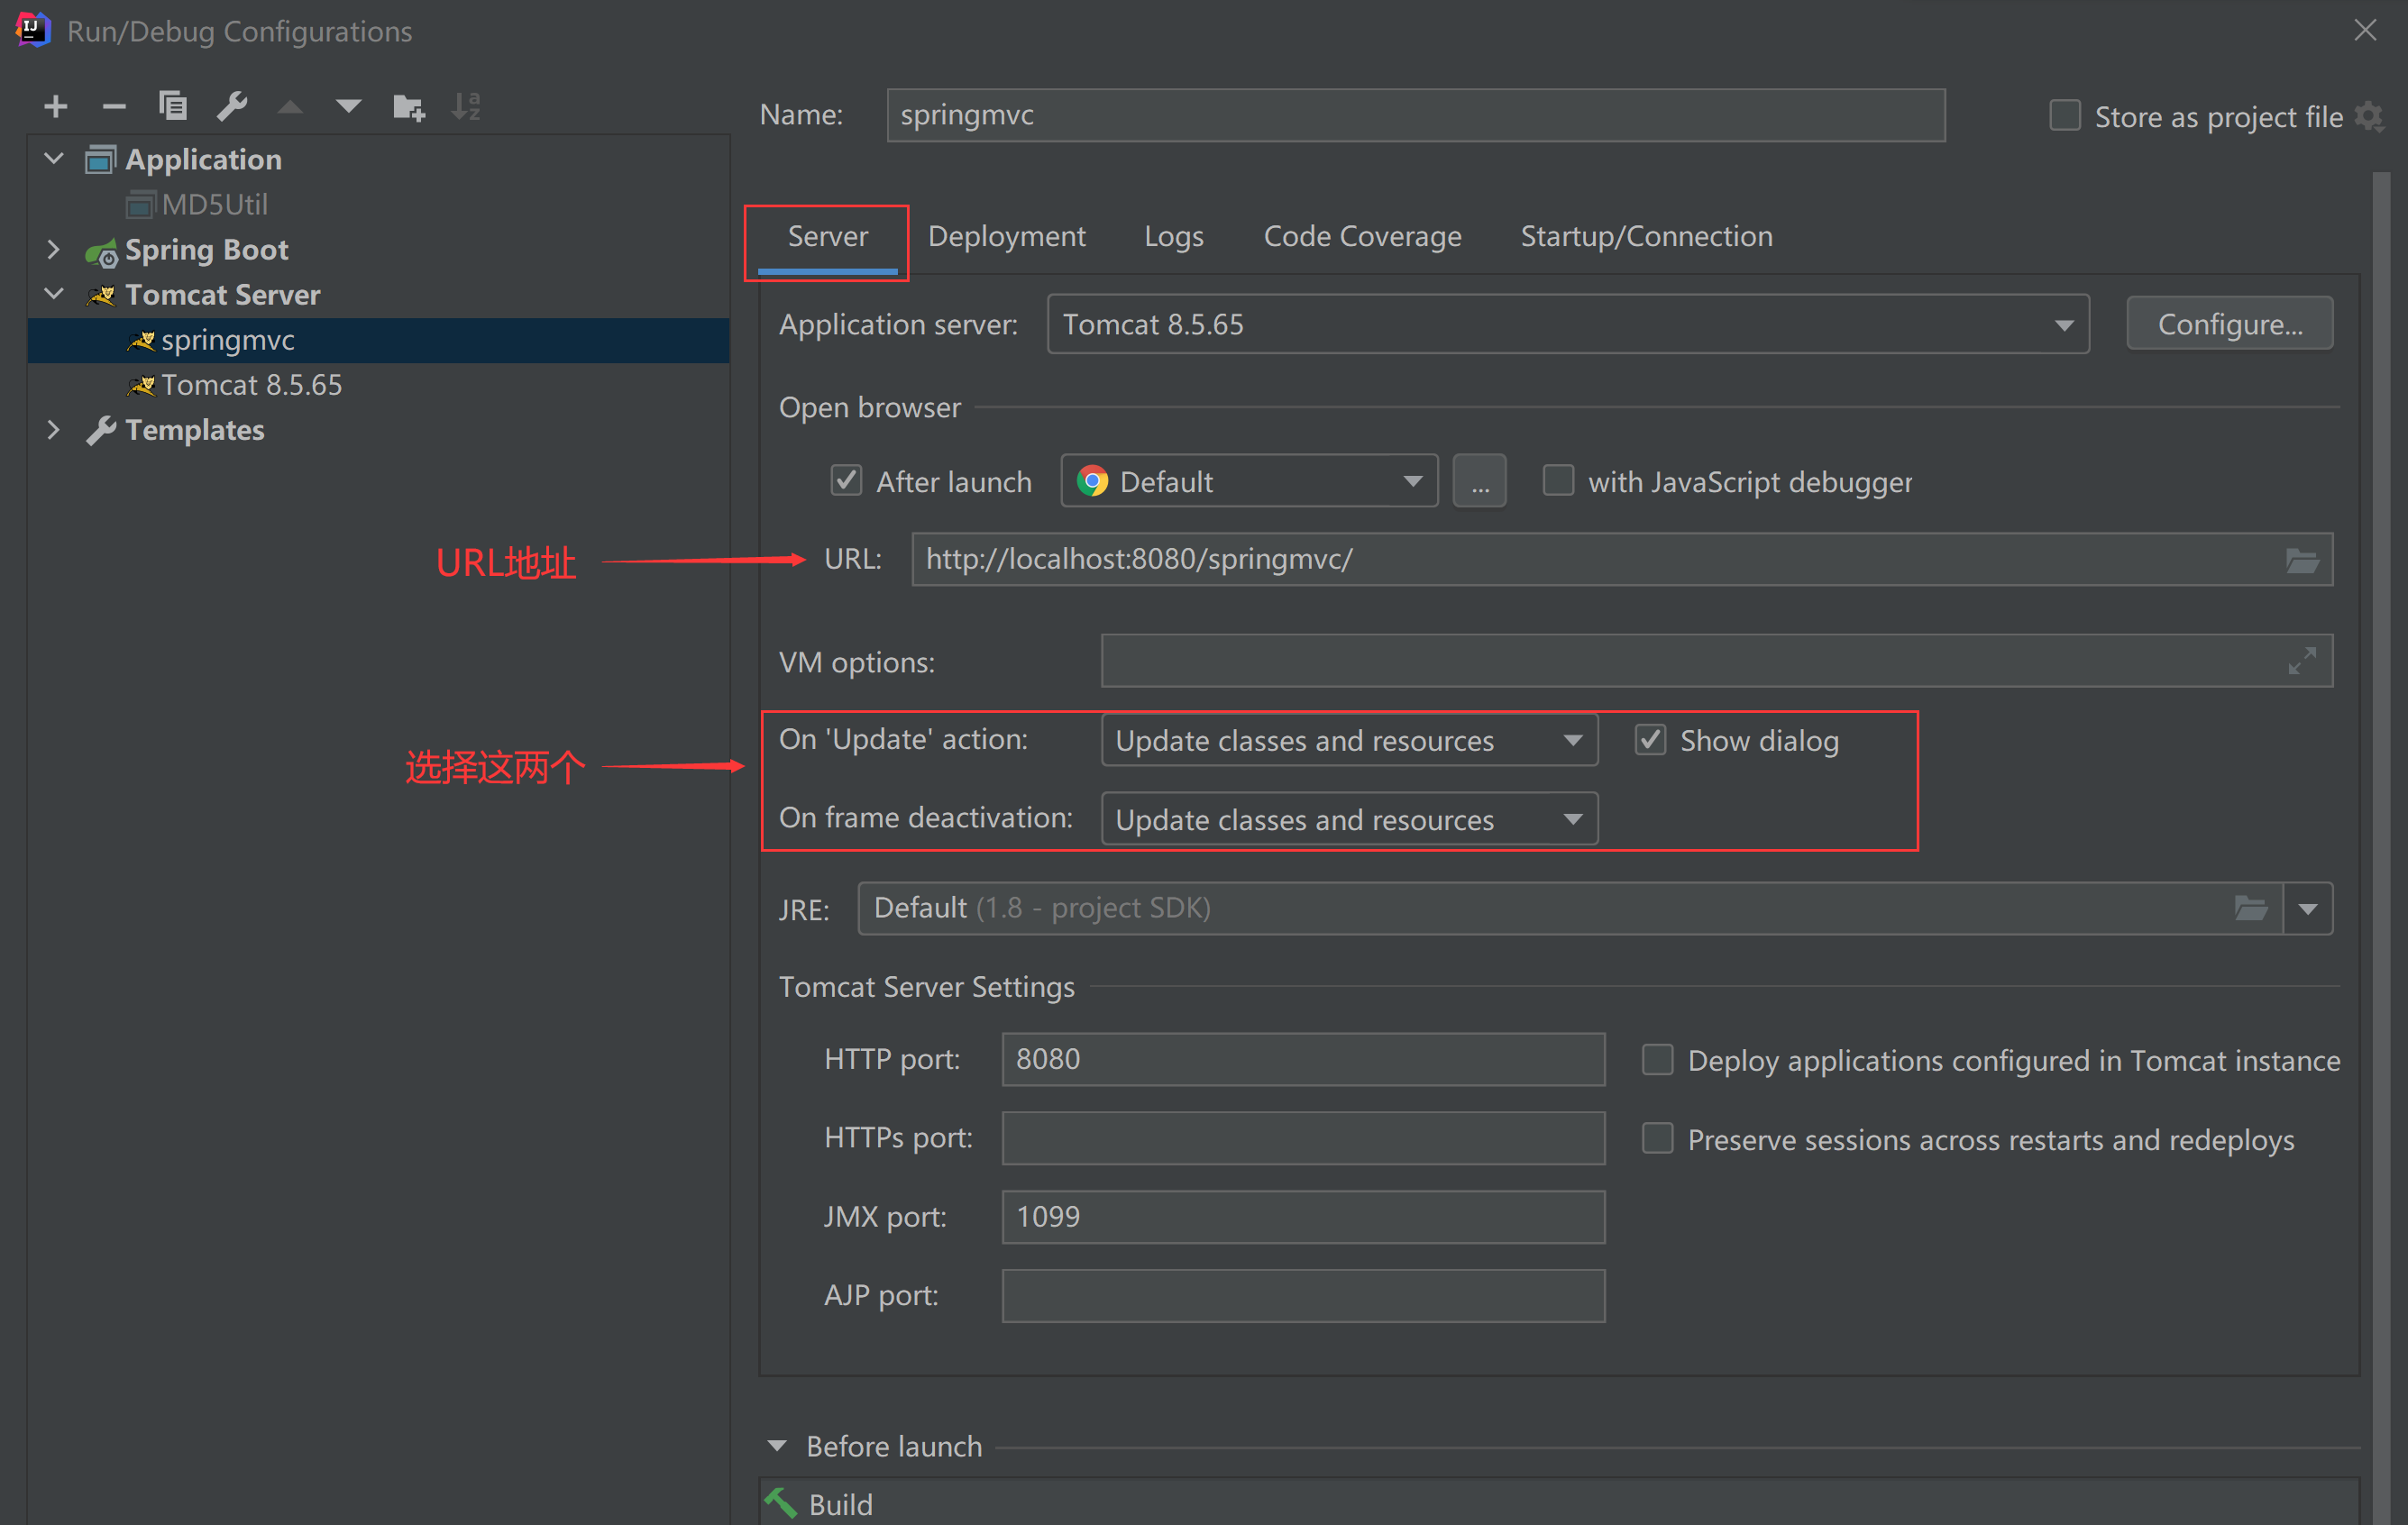 Run/Debug Configurations
Application
MD5Util
Spring Boot
Tomcat Server
springmvc
Tomcat 8.5.65
Templates
Name: springmvc
Store as project file
Server Deployment Logs Code Coverage Startup/Connection
Application server: Tomcat 8.5.65 Configure...
Open browser
After launch Default ... with JavaScript debugger
URL地址
URL: http://localhost:8080/springmvc/
VM options:
选择这两个
On 'Update' action: Update classes and resources Show dialog
On frame deactivation: Update classes and resources
JRE: Default (1.8 - project SDK)
Tomcat Server Settings
HTTP port: 8080 Deploy applications configured in Tomcat instance
HTTPs port: Preserve sessions across restarts and redeploys
JMX port: 1099
AJP port:
Before launch
Build